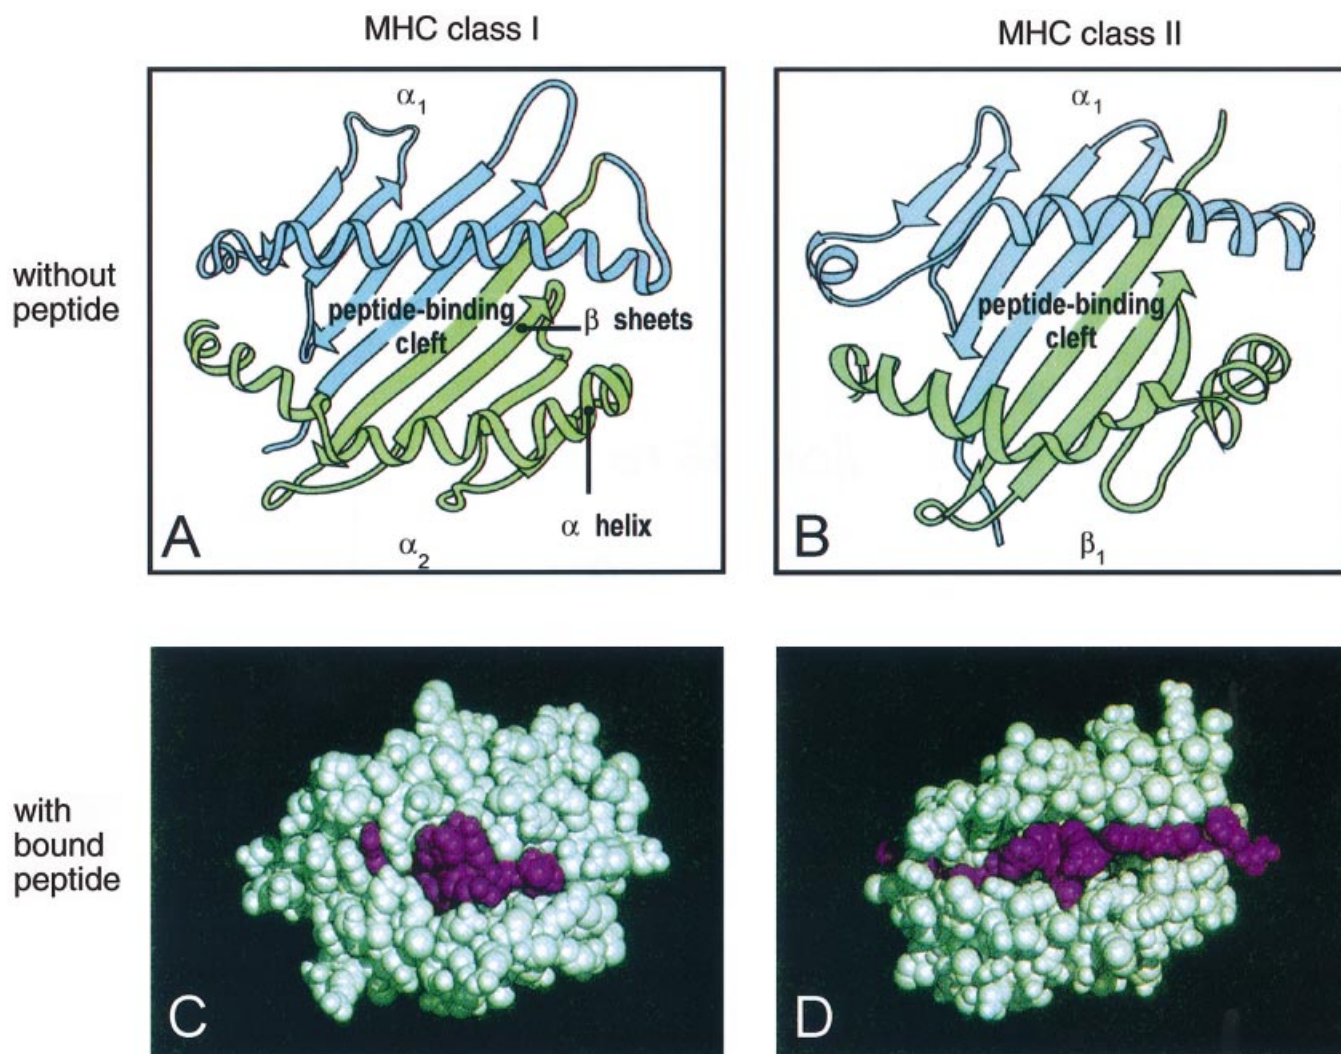 MHC class I
MHC class II
without
peptide
α1
peptide-binding
cleft
β sheets
α helix
A
α2
α1
peptide-binding
cleft
B
β1
with
bound
peptide
C
D